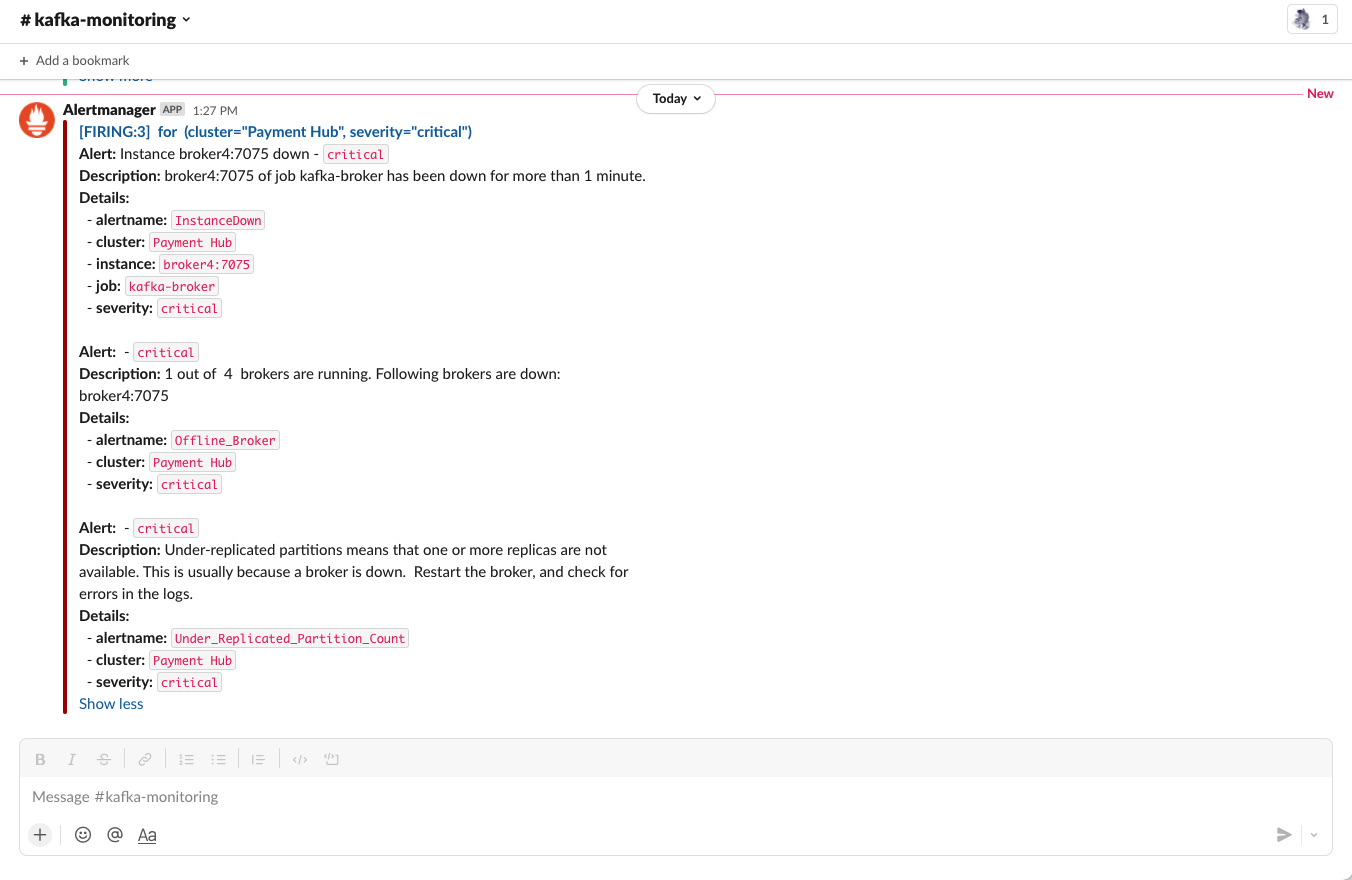 # kafka-monitoring
1
+ Add a bookmark
Show more
Today
New
Alertmanager APP 1:27 PM
[FIRING:3] for (cluster="Payment Hub", severity="critical")
Alert: Instance broker4:7075 down - critical
Description: broker4:7075 of job kafka-broker has been down for more than 1 minute.
Details:
- alertname: InstanceDown
- cluster: Payment Hub
- instance: broker4:7075
- job: kafka-broker
- severity: critical
Alert: - critical
Description: 1 out of 4 brokers are running. Following brokers are down:
broker4:7075
Details:
- alertname: Offline_Broker
- cluster: Payment Hub
- severity: critical
Alert: - critical
Description: Under-replicated partitions means that one or more replicas are not
available. This is usually because a broker is down. Restart the broker, and check for
errors in the logs.
Details:
- alertname: Under_Replicated_Partition_Count
- cluster: Payment Hub
- severity: critical
Show less
B I S
Message #kafka-monitoring
+ @ Aa